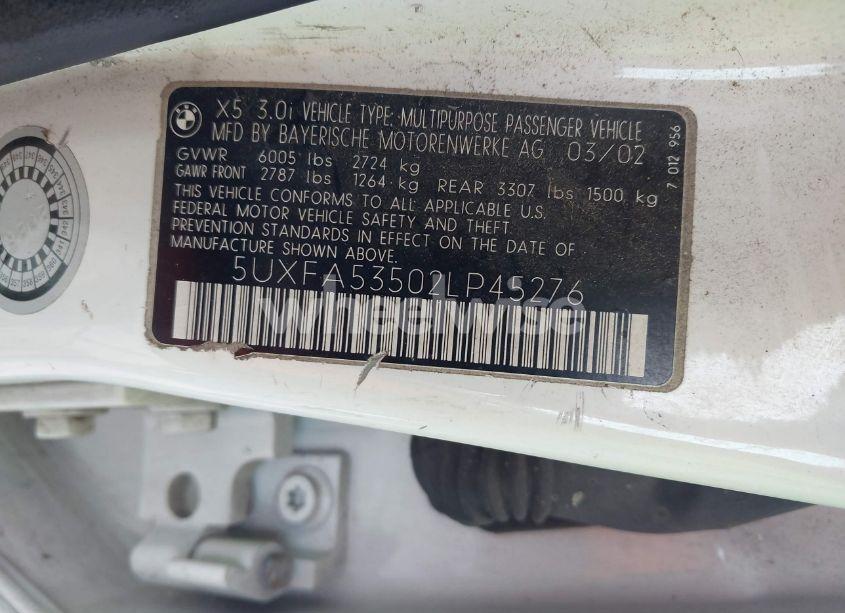 X5 3.0i VEHICLE TYPE: MULTIPURPOSE PASSENGER VEHICLE
MFD BY BAYERISCHE MOTORENWERKE AG 03/02
GVWR 6005 lbs 2724 kg
GAWR FRONT 2787 lbs 1264 kg REAR 3307 lbs 1500 kg
THIS VEHICLE CONFORMS TO ALL APPLICABLE U.S.
FEDERAL MOTOR VEHICLE SAFETY AND THEFT
PREVENTION STANDARDS IN EFFECT ON THE DATE OF
MANUFACTURE SHOWN ABOVE.
5UXFA53502LP45276
7 012 956
wheelwise